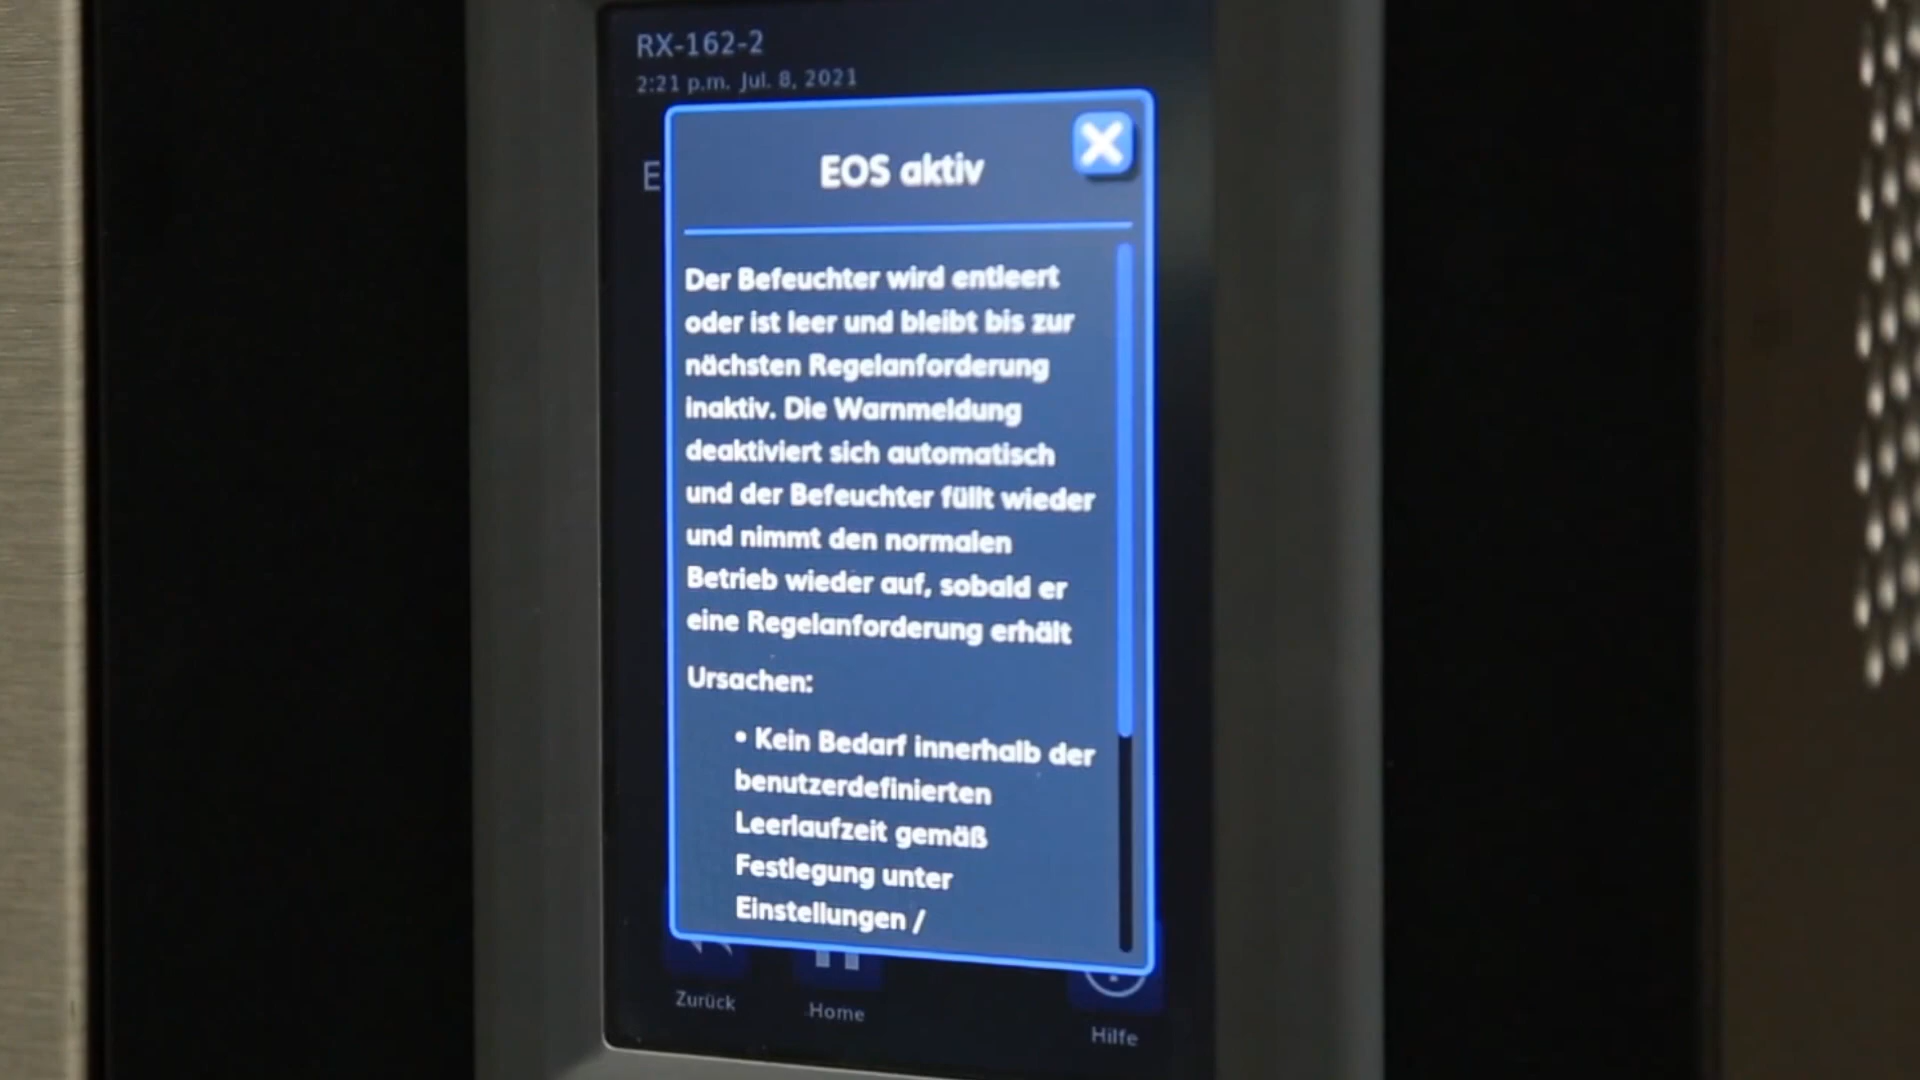 RX-162-2
2:21 p.m. Jul. 8, 2021
E
EOS aktiv
Der Befeuchter wird entleert
oder ist leer und bleibt bis zur
nächsten Regelanforderung
inaktiv. Die Warnmeldung
deaktiviert sich automatisch
und der Befeuchter füllt wieder
und nimmt den normalen
Betrieb wieder auf, sobald er
eine Regelanforderung erhält
Ursachen:
• Kein Bedarf innerhalb der
benutzerdefinierten
Leerlaufzeit gemäß
Festlegung unter
Einstellungen /
Zurück Home Hilfe